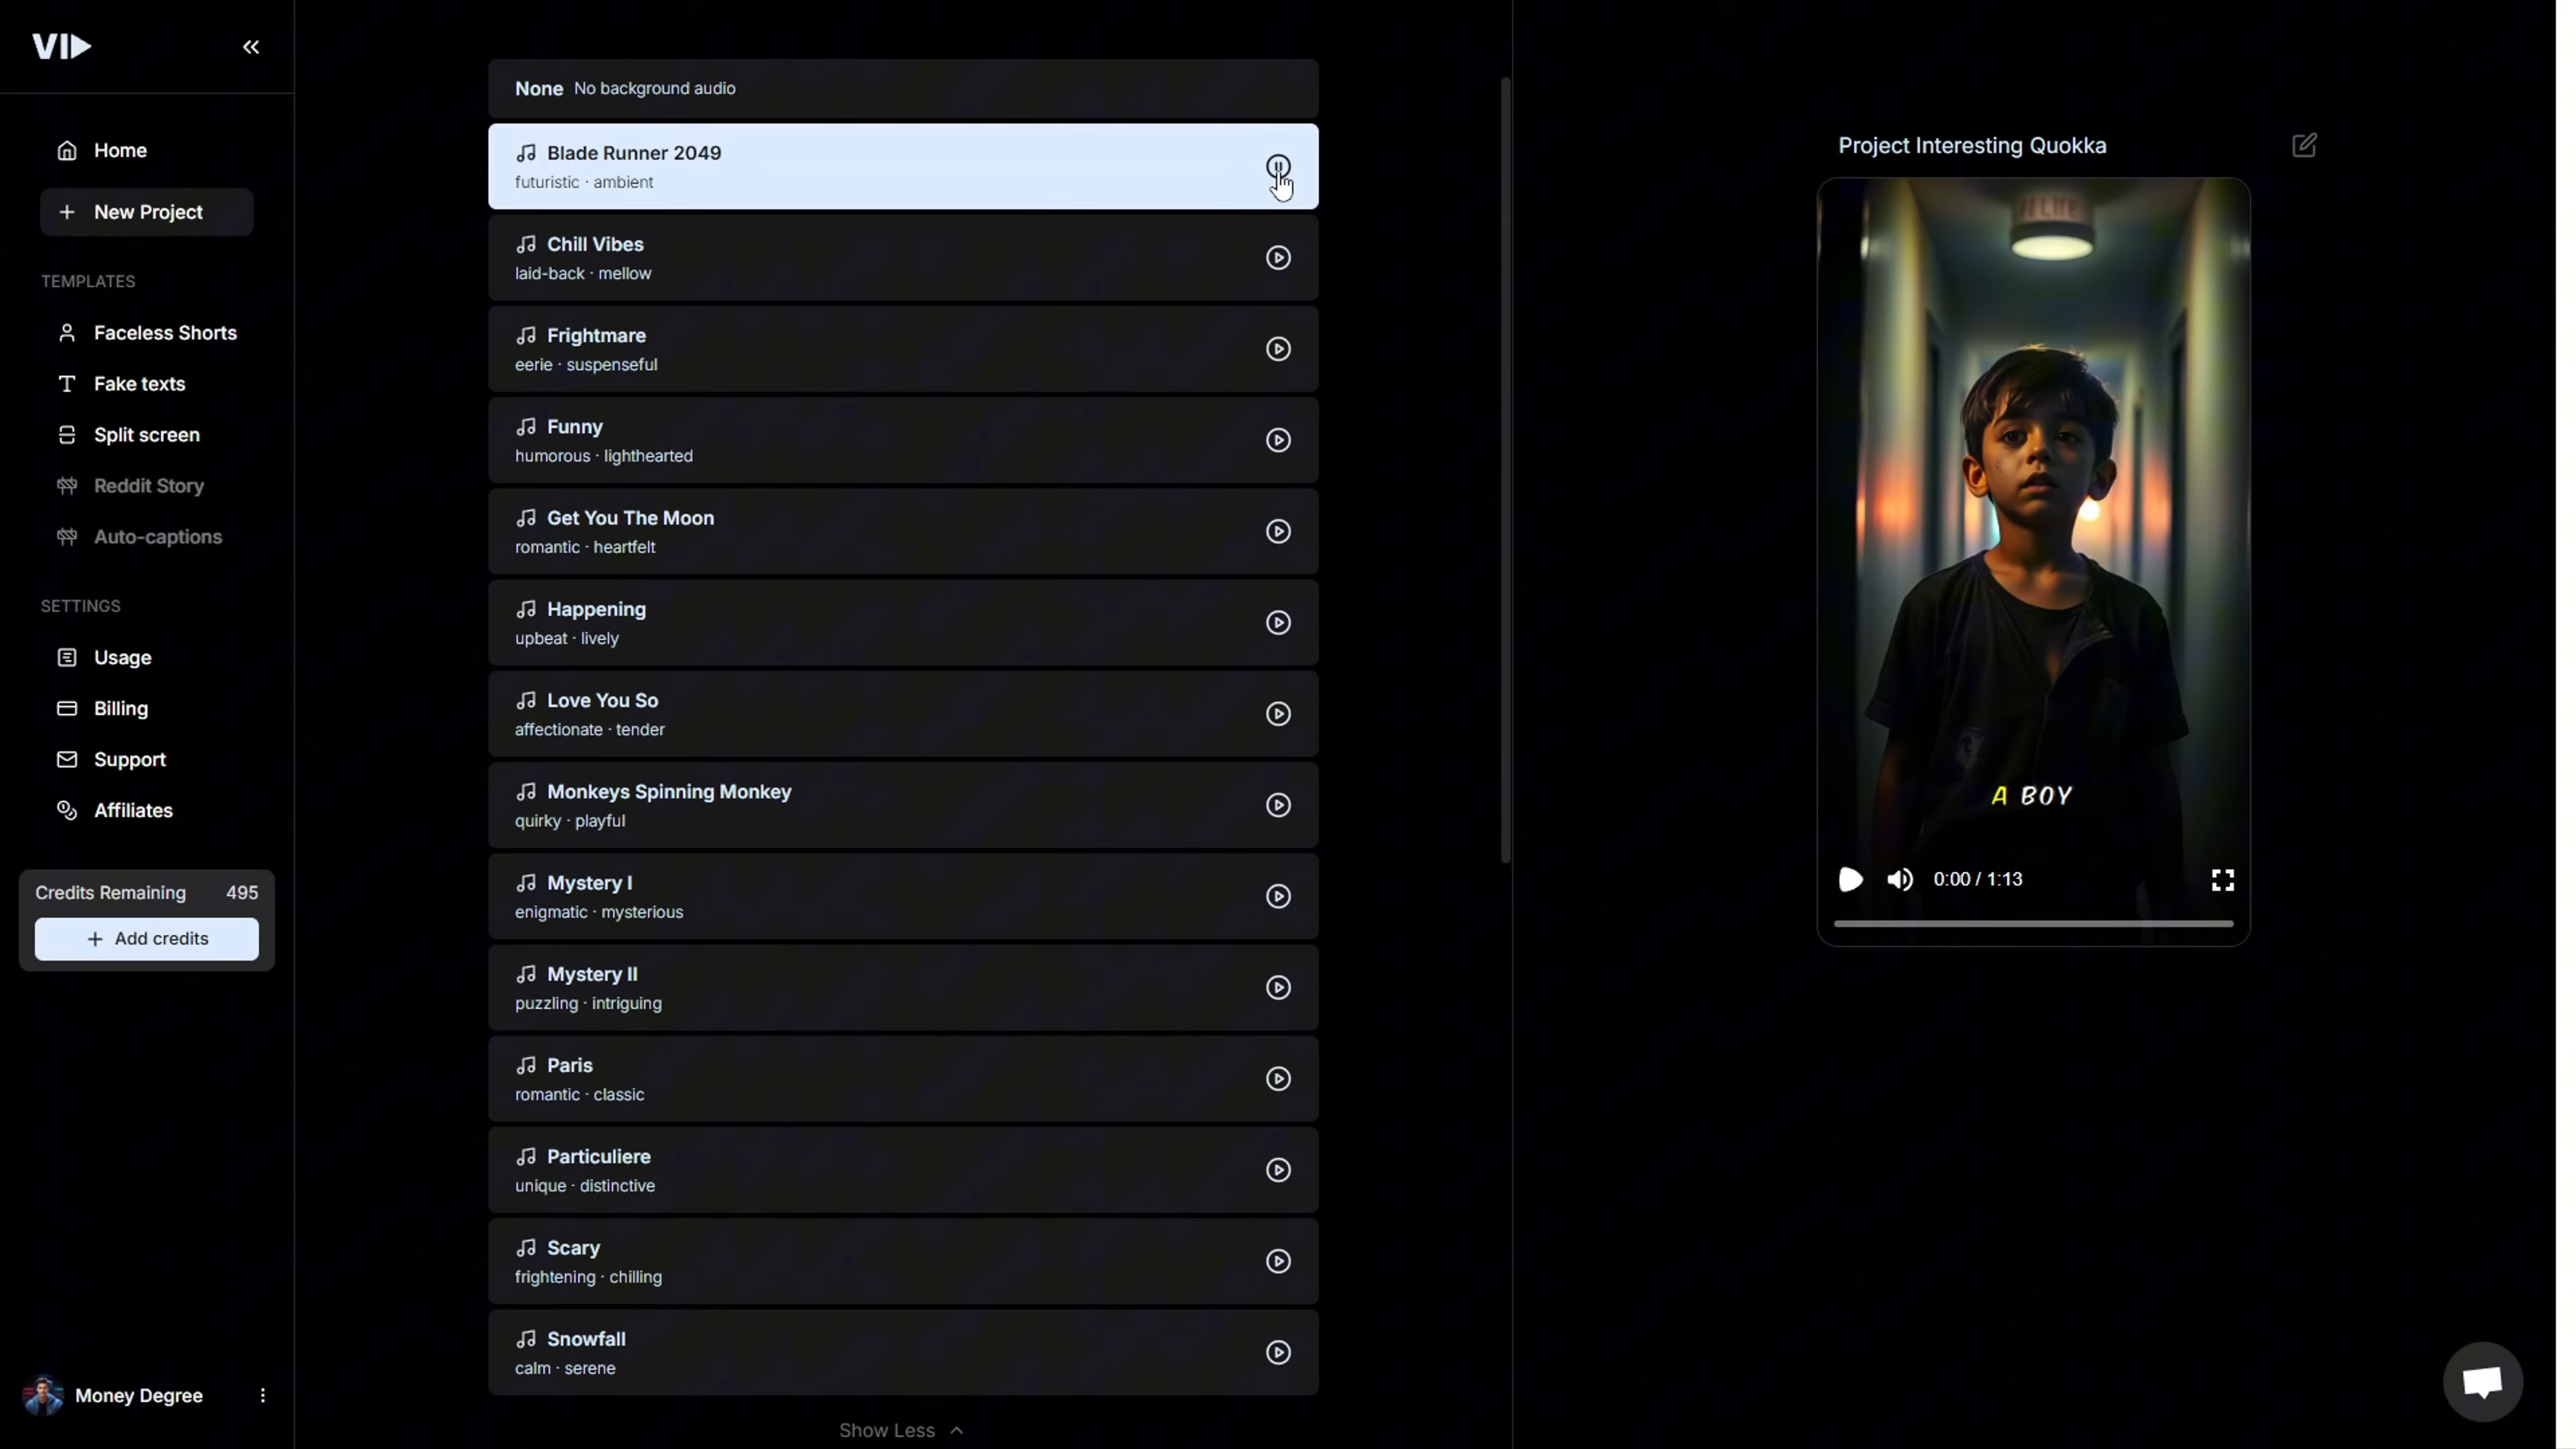 VID
Home
New Project
TEMPLATES
Faceless Shorts
Fake texts
Split screen
Reddit Story
Auto-captions
SETTINGS
Usage
Billing
Support
Affiliates
Credits Remaining 495
Add credits
Money Degree
None No background audio
Blade Runner 2049
futuristic · ambient
Chill Vibes
laid-back · mellow
Frightmare
eerie · suspenseful
Funny
humorous · lighthearted
Get You The Moon
romantic · heartfelt
Happening
upbeat · lively
Love You So
affectionate · tender
Monkeys Spinning Monkey
quirky · playful
Mystery I
enigmatic · mysterious
Mystery II
puzzling · intriguing
Paris
romantic · classic
Particuliere
unique · distinctive
Scary
frightening · chilling
Snowfall
calm · serene
Show Less
Project Interesting Quokka
A BOY
0:00 / 1:13